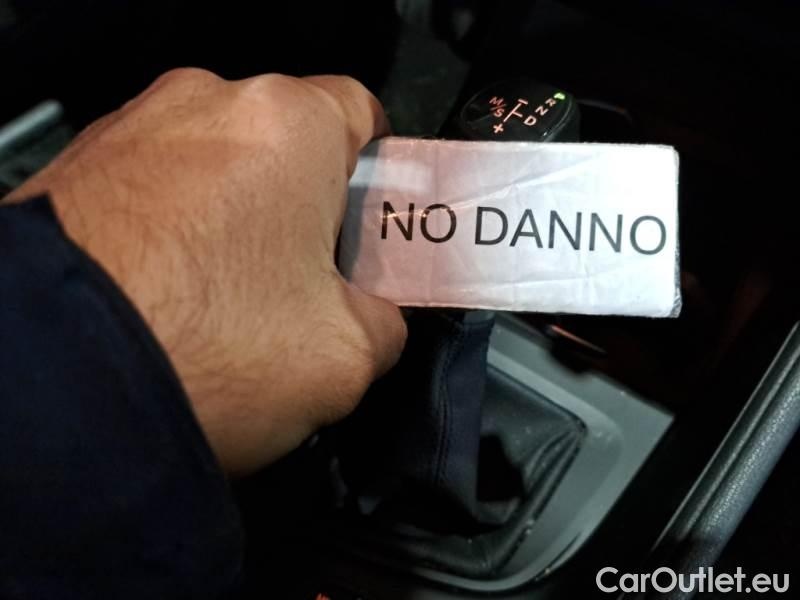 M/S
+
D N R
NO DANNO
CarOutlet.eu